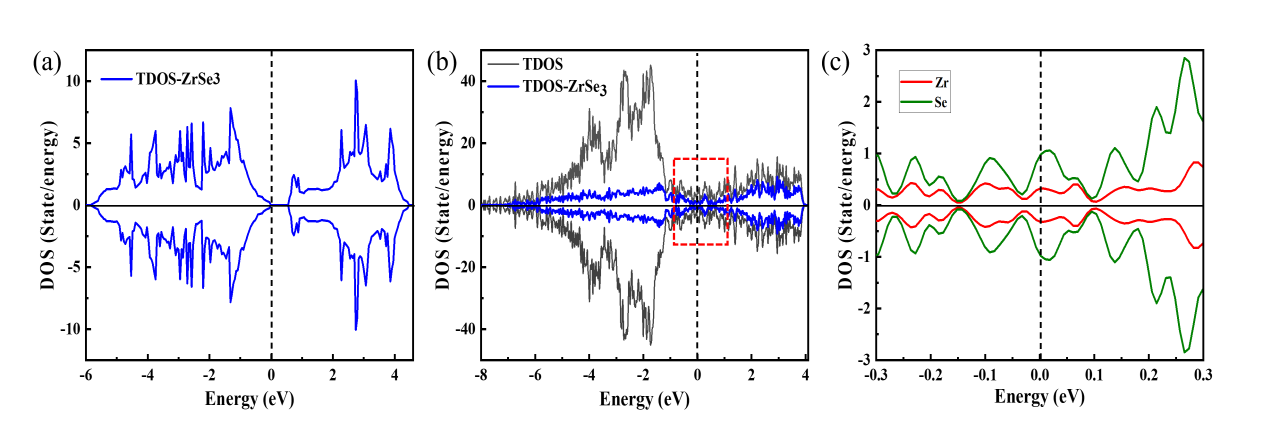 (a)
TDOS-ZrSe3
DOS (State/energy)
10
5
0
-5
-10
-6
-4
-2
0
2
4
Energy (eV)
(b)
TDOS
TDOS-ZrSe3
DOS (State/energy)
40
20
0
-20
-40
-8
-6
-4
-2
0
2
4
Energy (eV)
(c)
Zr
Se
DOS (State/energy)
3
2
1
0
-1
-2
-3
-0.3
-0.2
-0.1
0.0
0.1
0.2
0.3
Energy (eV)